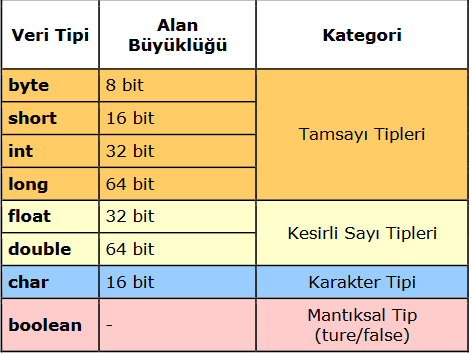 Veri Tipi Alan Büyüklüğü Kategori
byte 8 bit Tamsayı Tipleri
short 16 bit
int 32 bit
long 64 bit
float 32 bit Kesirli Sayı Tipleri
double 64 bit
char 16 bit Karakter Tipi
boolean - Mantıksal Tip
(ture/false)